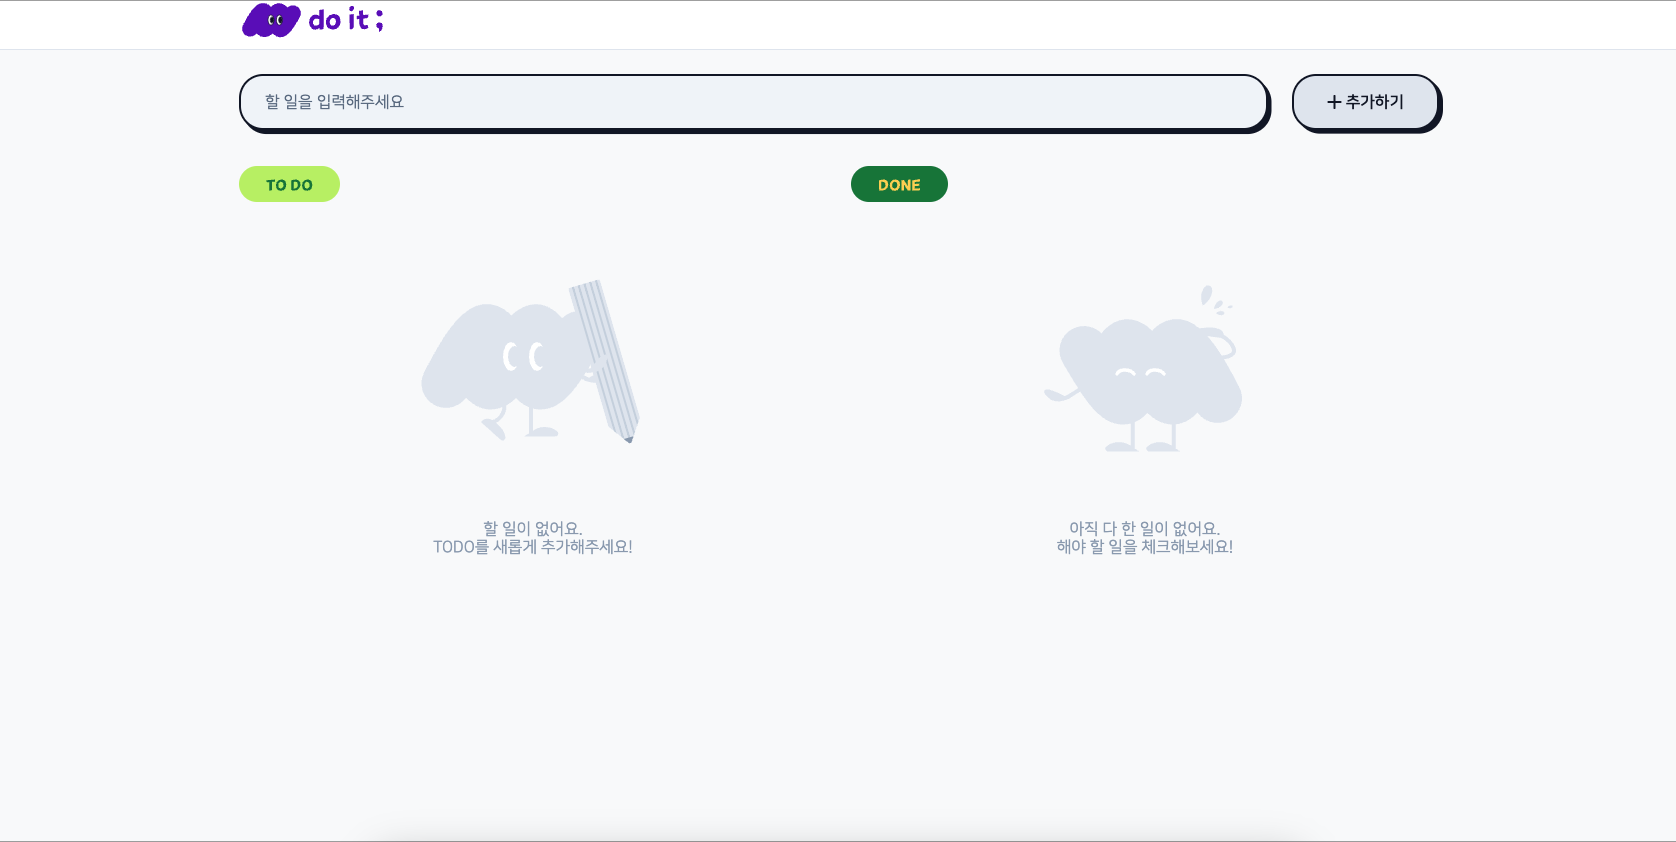 do it ;
할 일을 입력해주세요
+ 추가하기
TO DO
DONE
할 일이 없어요.
TODO를 새롭게 추가해주세요!
아직 다 한 일이 없어요.
해야 할 일을 체크해보세요!